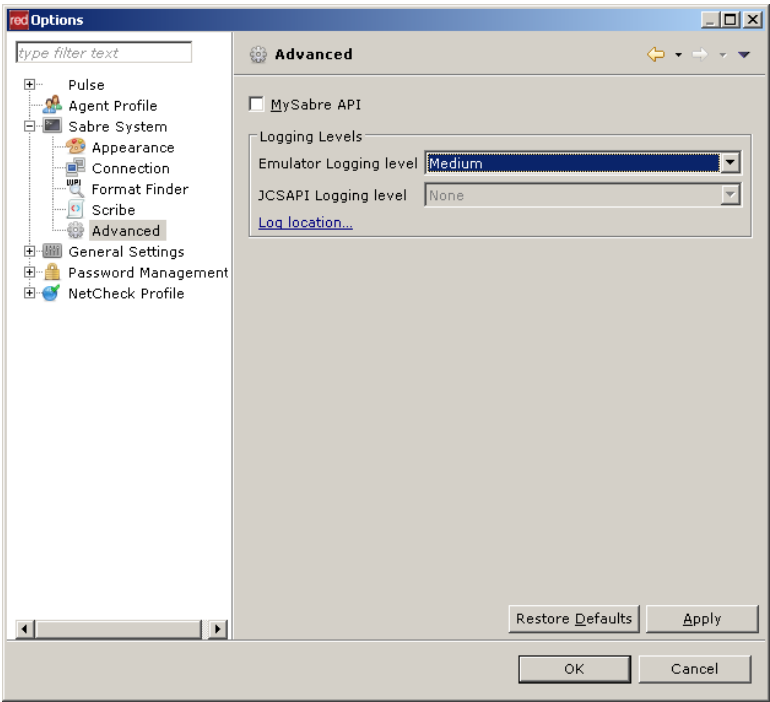 red Options
type filter text
Advanced
Pulse
Agent Profile
Sabre System
Appearance
Connection
Format Finder
Scribe
Advanced
General Settings
Password Management
NetCheck Profile
MySabre API
Logging Levels
Emulator Logging level Medium
JCSAPI Logging level None
Log location...
Restore Defaults Apply
OK Cancel